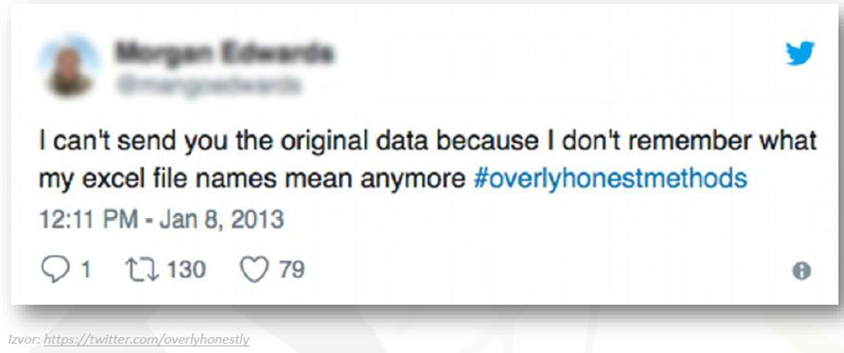 Morgan Edwards
I can't send you the original data because I don't remember what
my excel file names mean anymore #overlyhonestmethods
12:11 PM - Jan 8, 2013
1 130 79
Izvor: https://twitter.com/overlyhonestly